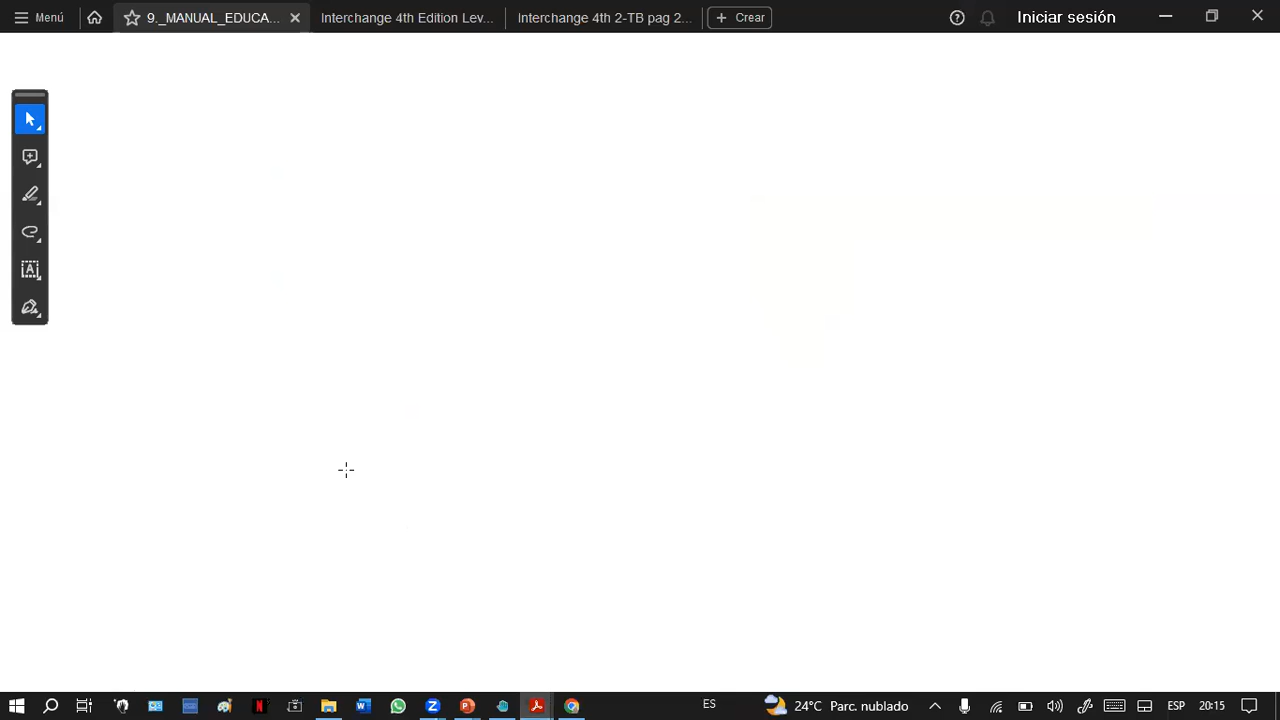 Menú
9._MANUAL_EDUCA...
Interchange 4th Edition Lev...
Interchange 4th 2-TB pag 2...
Crear
Iniciar sesión
ES
24°C Parc. nublado
ESP
20:15